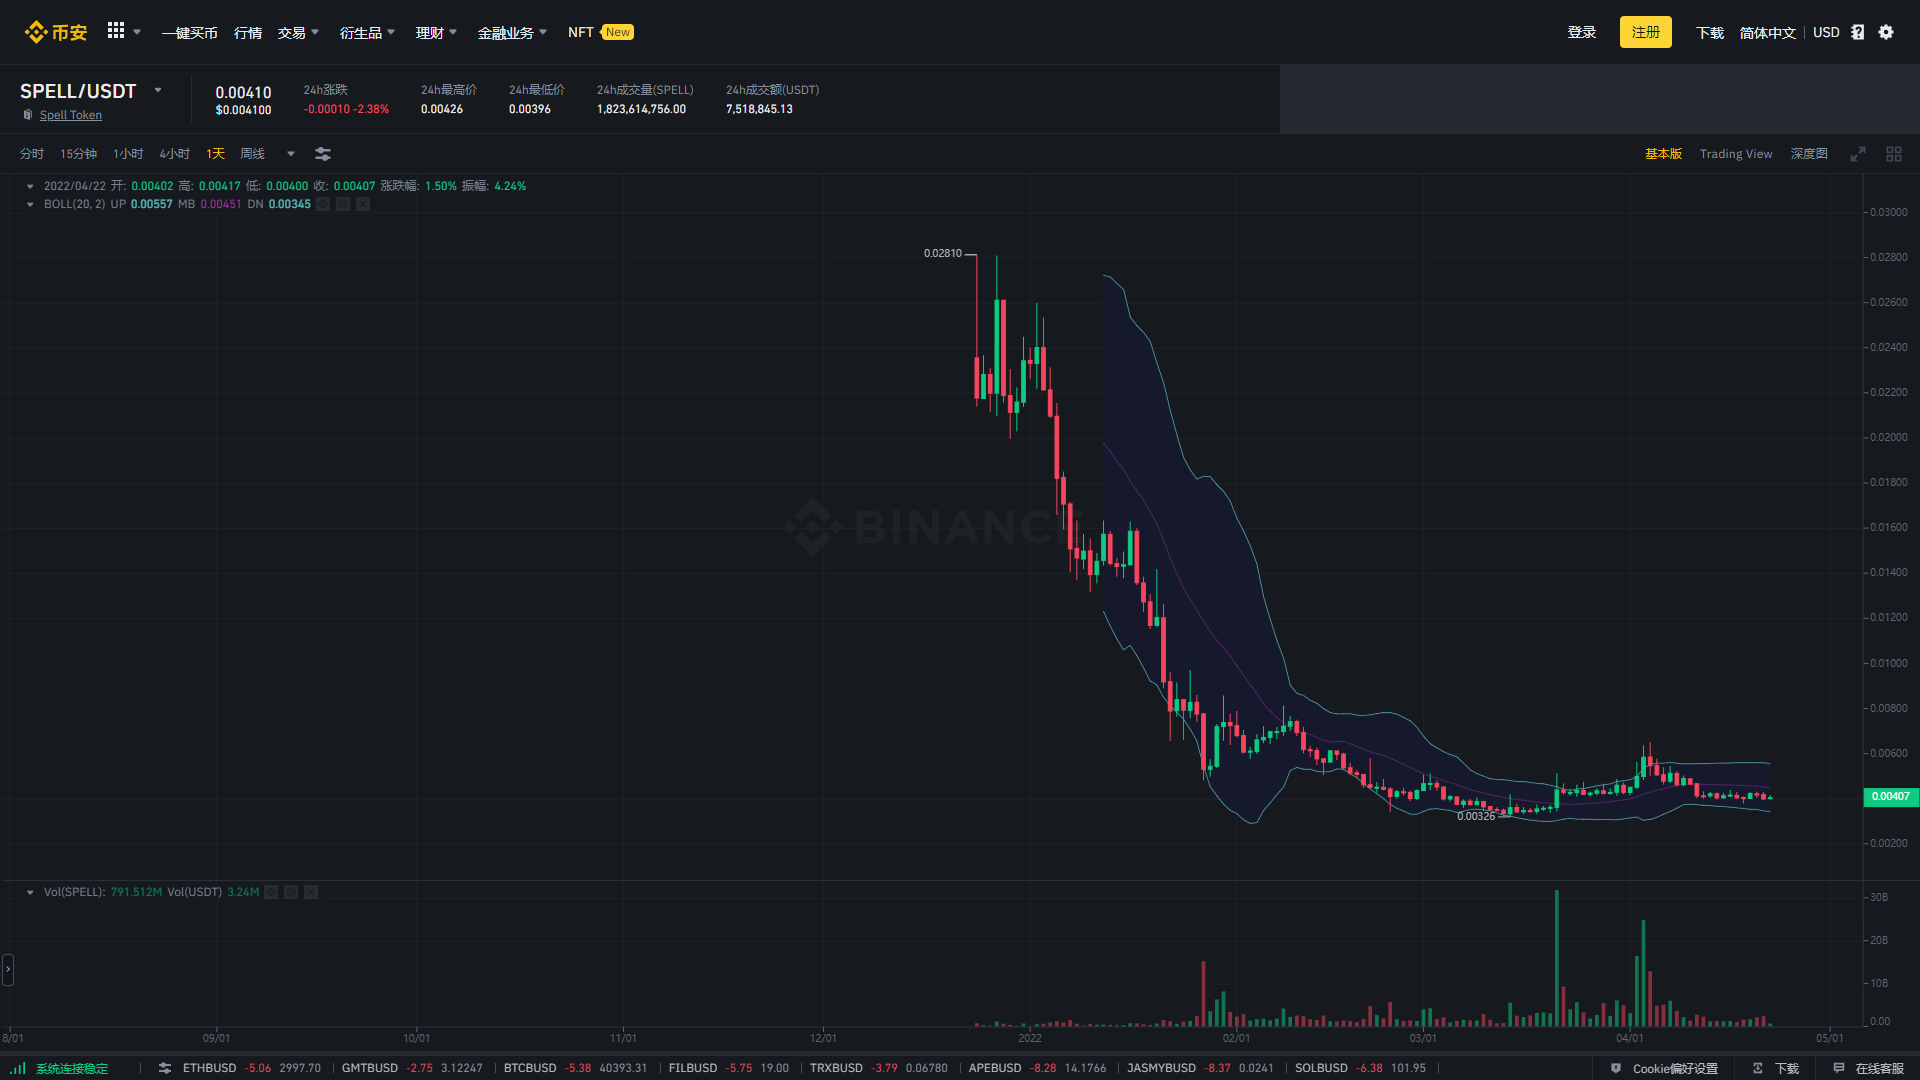 币安 一键买币 行情 交易 衍生品 理财 金融业务 NFT New 登录 注册 下载 简体中文 USD
SPELL/USDT
Spell Token
0.00410
$0.004100
24h涨跌
-0.00010 -2.38%
24h最高价
0.00426
24h最低价
0.00396
24h成交量(SPELL)
1,823,614,756.00
24h成交额(USDT)
7,518,845.13
分时 15分钟 1小时 4小时 1天 周线 基本版 Trading View 深度图
2022/04/22 开: 0.00402 高: 0.00417 低: 0.00400 收: 0.00407 涨跌幅: 1.50% 振幅: 4.24%
BOLL(20, 2) UP 0.00557 MB 0.00451 DN 0.00345
0.03000
0.02810
0.02800
0.02600
0.02400
0.02200
0.02000
0.01800
BINANCE
0.01600
0.01400
0.01200
0.01000
0.00800
0.00600
0.00407
0.00326
0.00200
Vol(SPELL): 791.512M Vol(USDT) 3.24M
30B
20B
10B
0.00
8/01 09/01 10/01 11/01 12/01 2022 02/01 03/01 04/01 05/01
系统连接稳定 ETHBUSD -5.06 2997.70 GMTBUSD -2.75 3.12247 BTCBUSD -5.38 40393.31 FILBUSD -5.75 19.00 TRXBUSD -3.79 0.06780 APEBUSD -8.28 14.1766 JASMYBUSD -8.37 0.0241 SOLBUSD -6.38 101.95 Cookie偏好设置 下载 在线客服